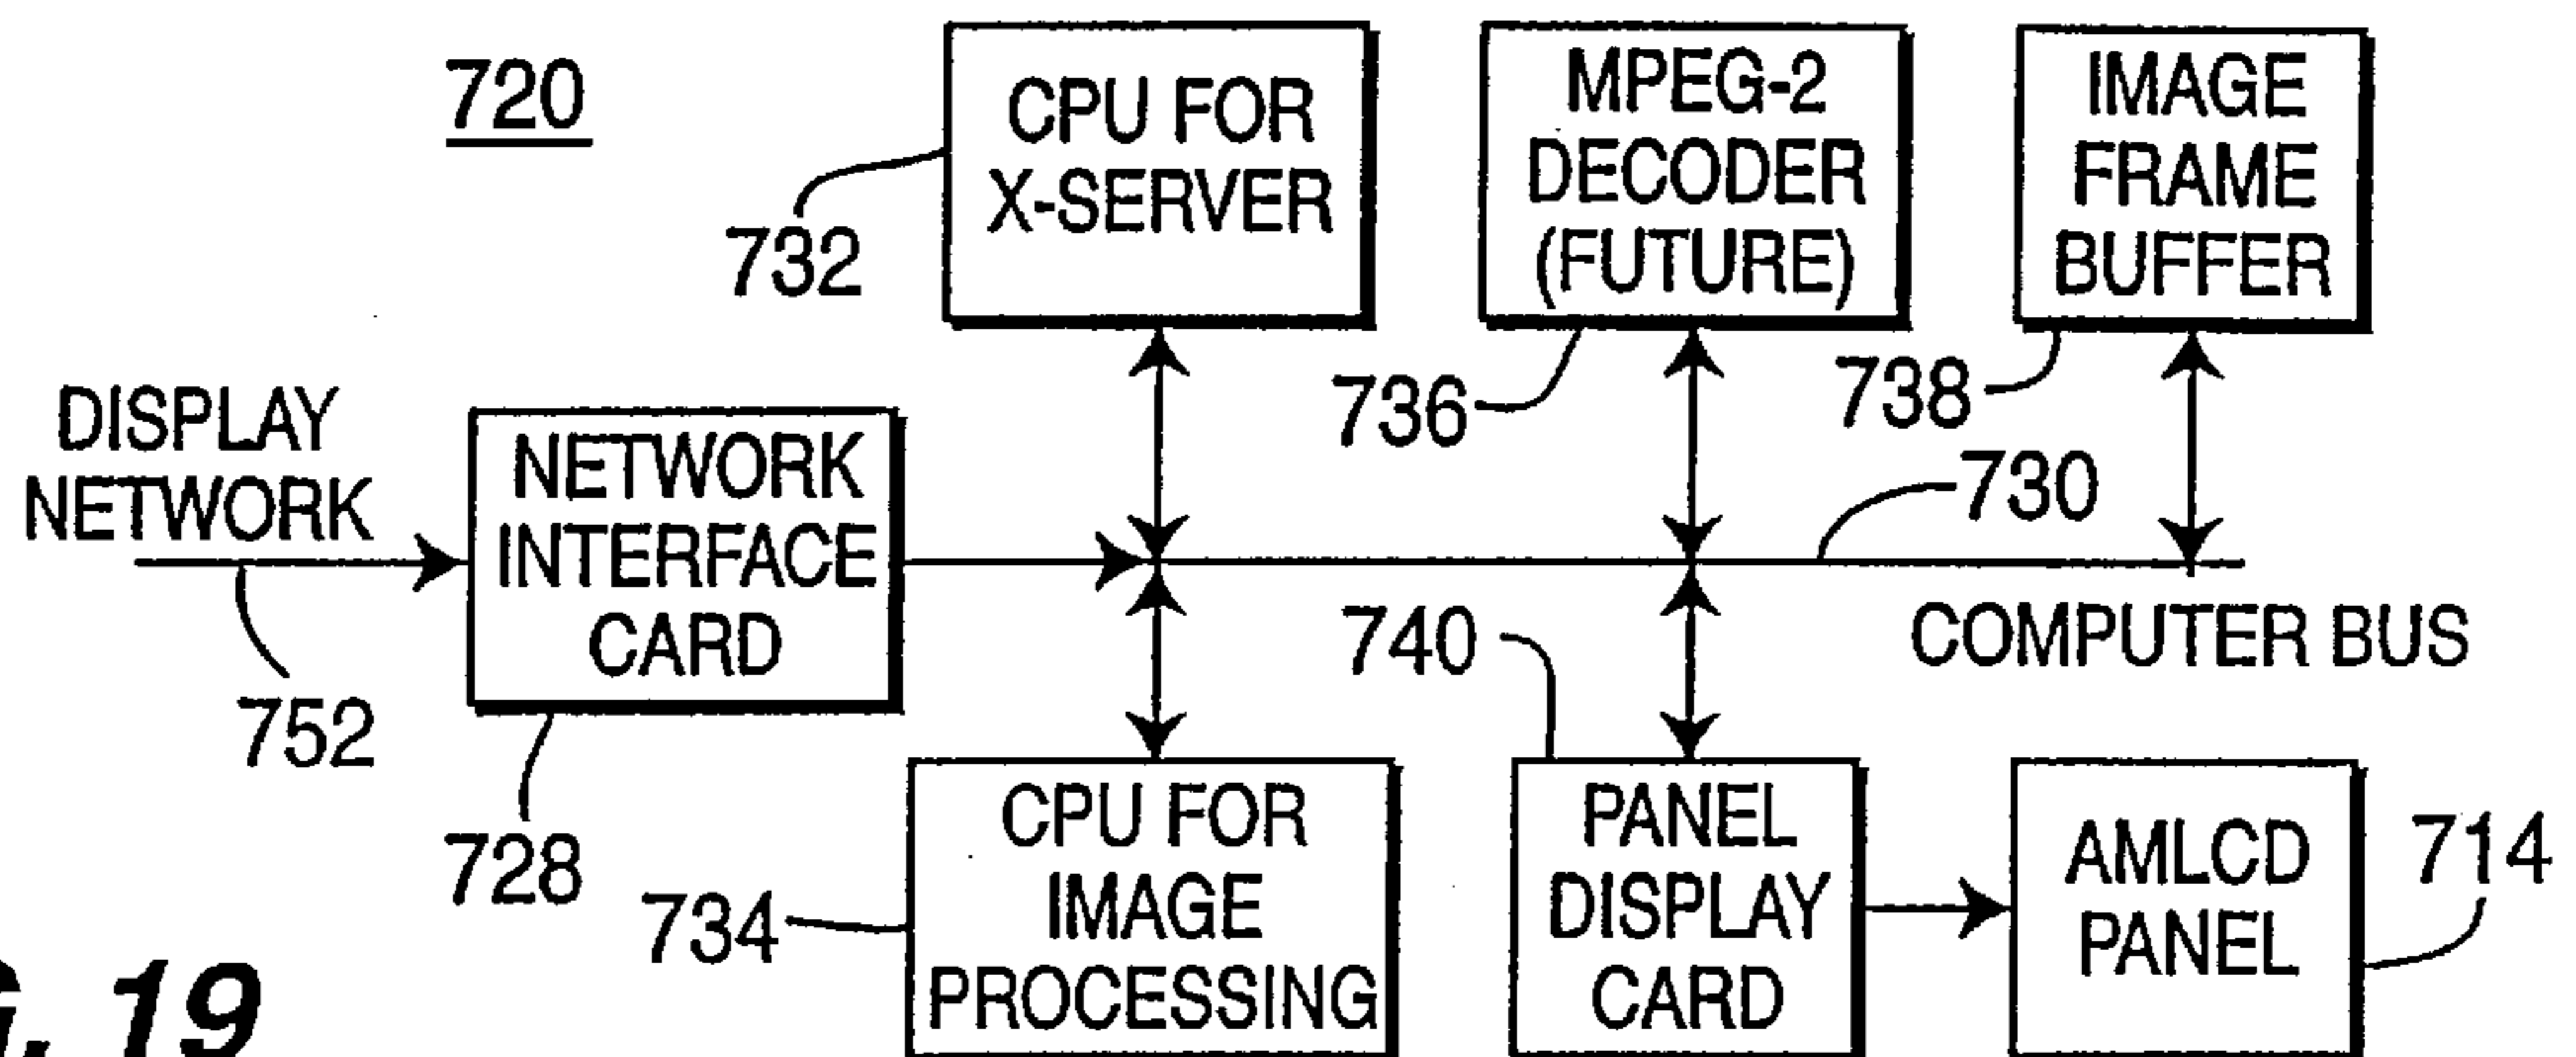 720
CPU FOR
X-SERVER
732
MPEG-2
DECODER
(FUTURE)
736
IMAGE
FRAME
BUFFER
738
DISPLAY
NETWORK
752
NETWORK
INTERFACE
CARD
728
730
COMPUTER BUS
CPU FOR
IMAGE
PROCESSING
734
740
PANEL
DISPLAY
CARD
AMLCD
PANEL
714
G. 19